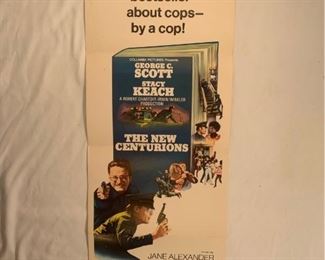 bestseller
about cops—
by a cop!
COLUMBIA PICTURES Presents
GEORGE C.
SCOTT
STACY
KEACH
A ROBERT CHARTOFF-IRWIN WINKLER
PRODUCTION
THE NEW CENTURIONS
JANE ALEXANDER